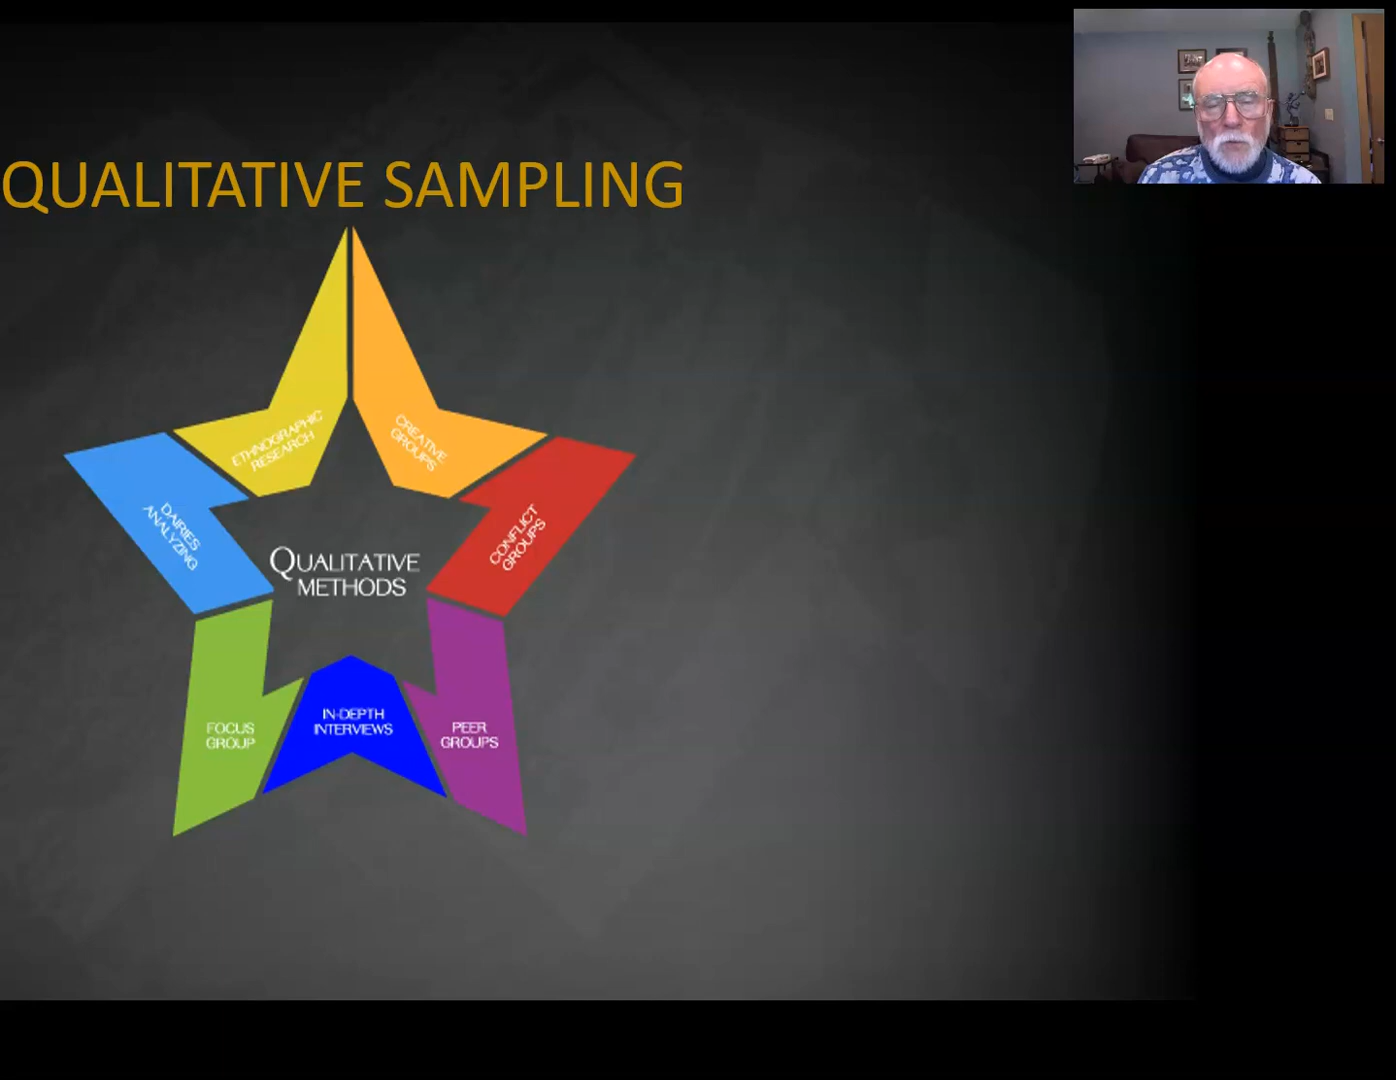 QUALITATIVE SAMPLING
ETHNOGRAPHIC
RESEARCH
CREATIVE
GROUPS
DAIRIES
ANALYZING
CONFLICT
GROUPS
QUALITATIVE
METHODS
FOCUS
GROUP
IN-DEPTH
INTERVIEWS
PEER
GROUPS